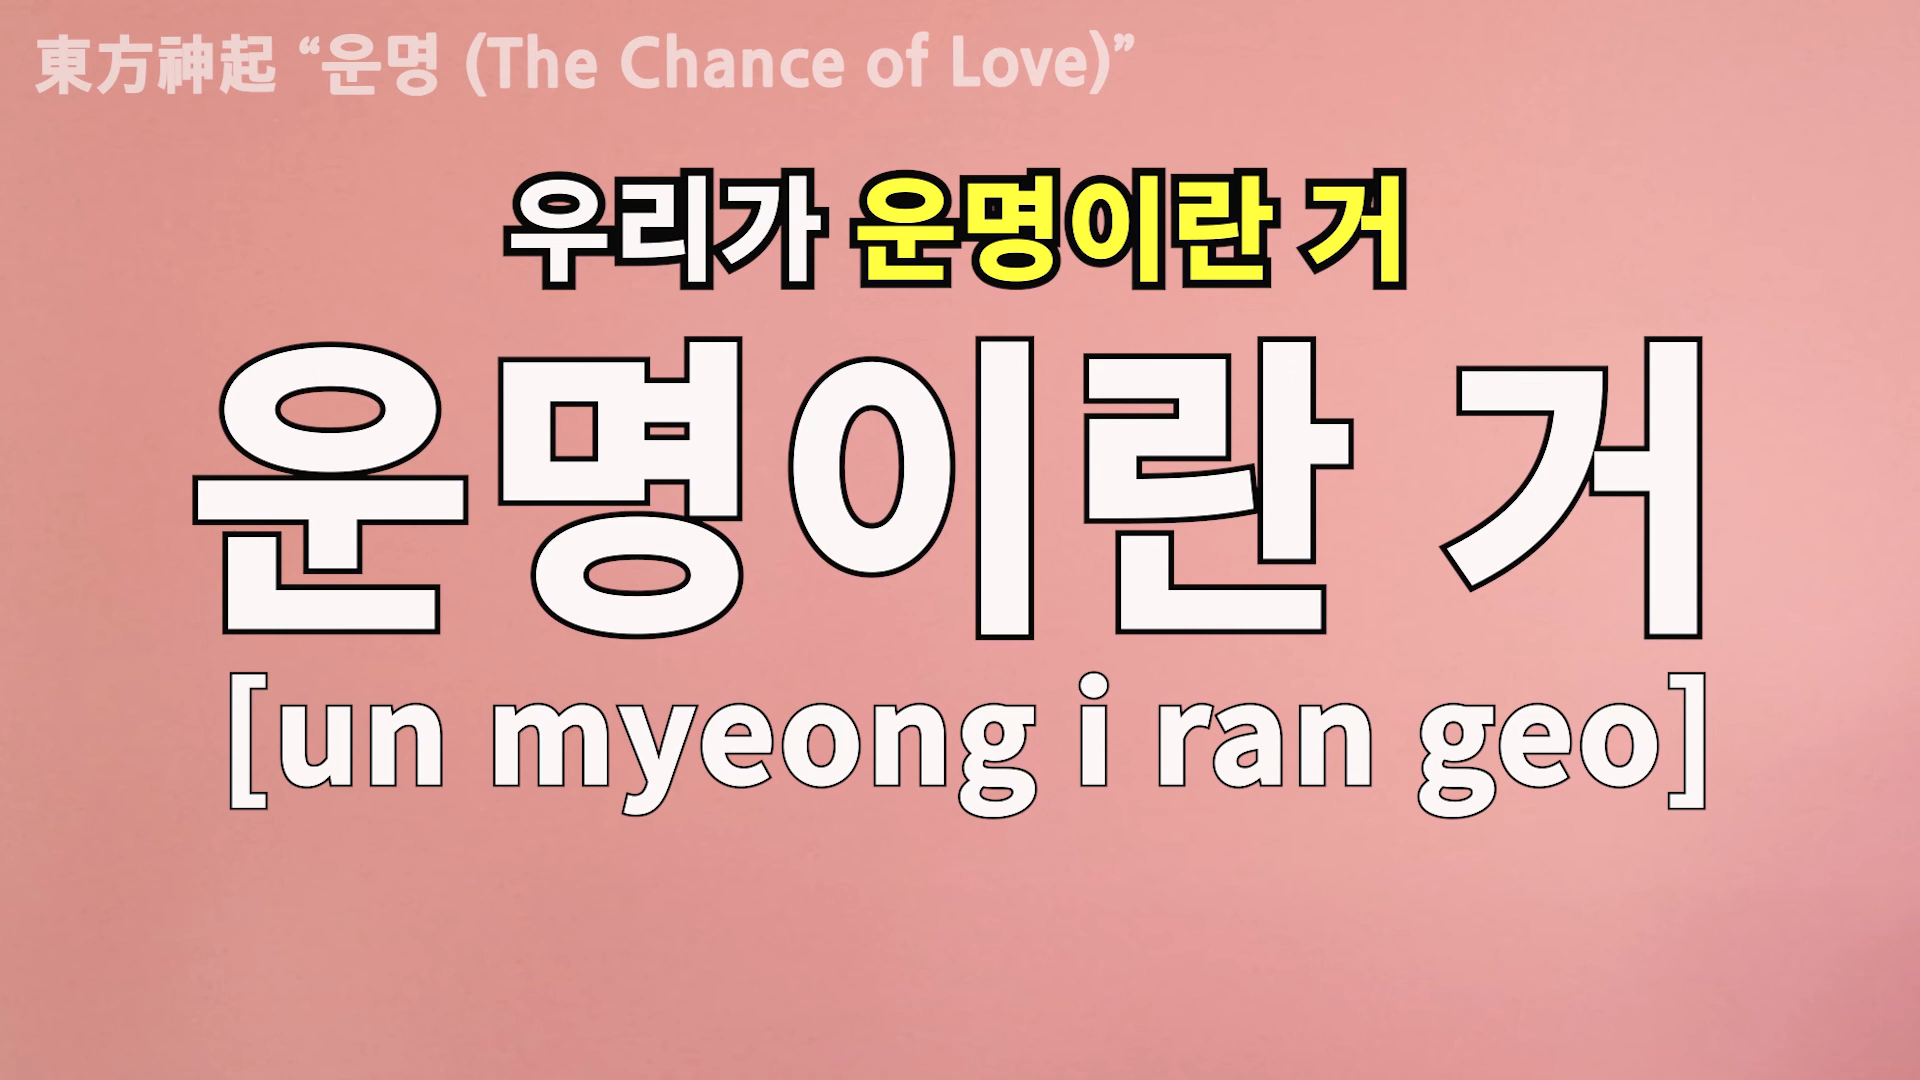 東方神起 “운명 (The Chance of Love)”
우리가 운명이란 거
운명이란 거
[un myeong i ran geo]